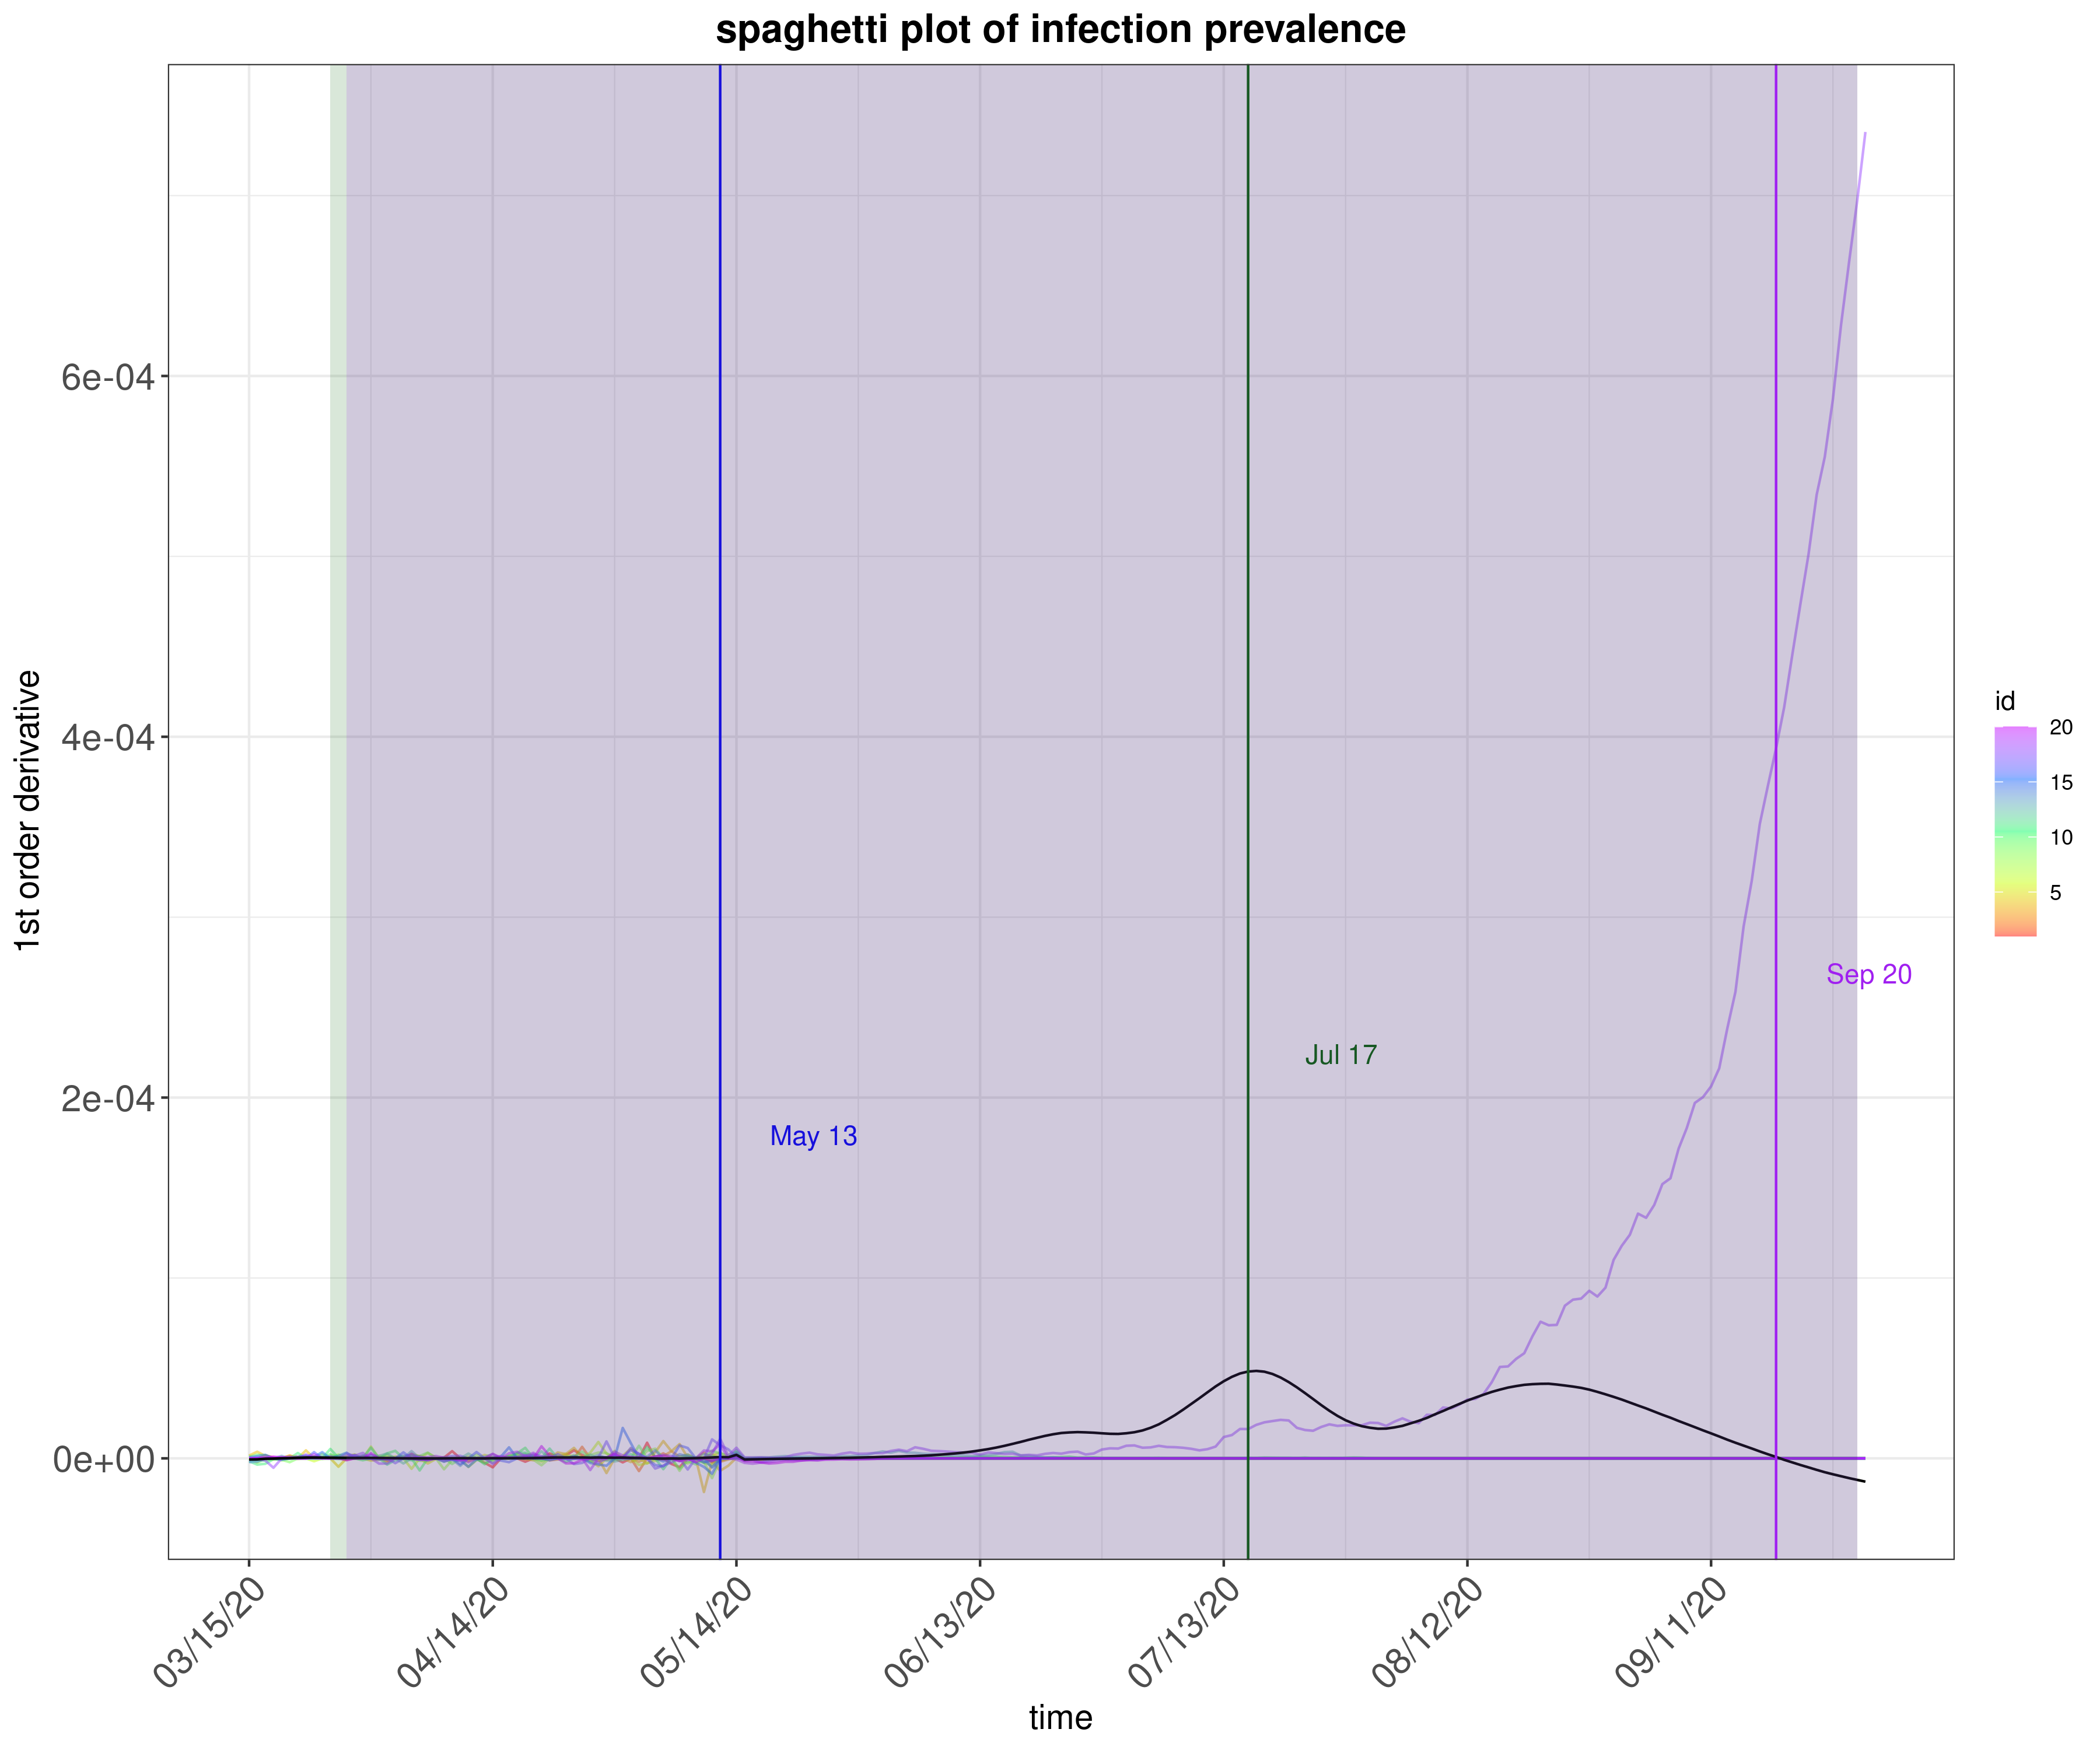 spaghetti plot of infection prevalence
1st order derivative
6e-04
4e-04
2e-04
0e+00
May 13
Jul 17
Sep 20
id
20
15
10
5
03/15/20
04/14/20
05/14/20
06/13/20
07/13/20
08/12/20
09/11/20
time